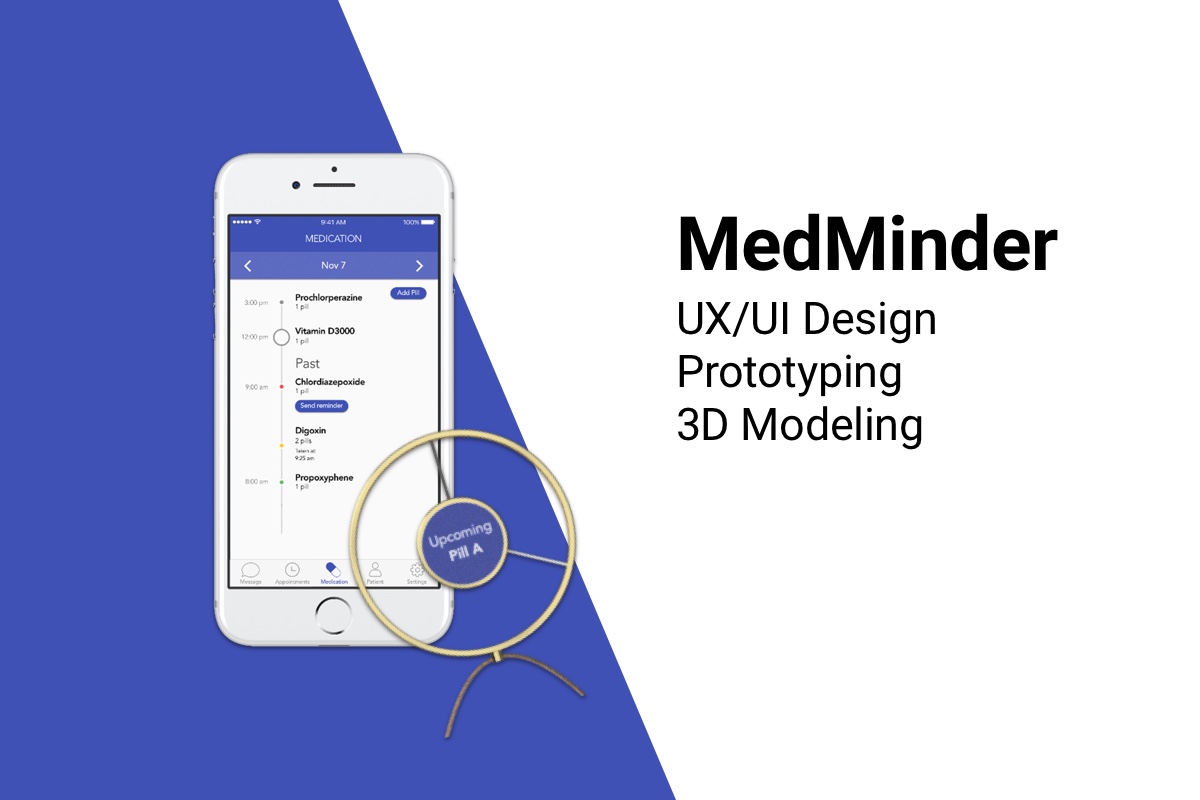 9:41 AM 100%
MEDICATION
Nov 7
Add Pill
3:00 pm Prochlorperazine
1 pill
12:00 pm Vitamin D3000
1 pill
Past
9:00 am Chlordiazepoxide
1 pill
Send reminder
Digoxin
2 pills
Taken at
9:25 am
8:00 am Propoxyphene
1 pill
Message Appointments Medication Patient Settings
Upcoming
Pill A
MedMinder
UX/UI Design
Prototyping
3D Modeling